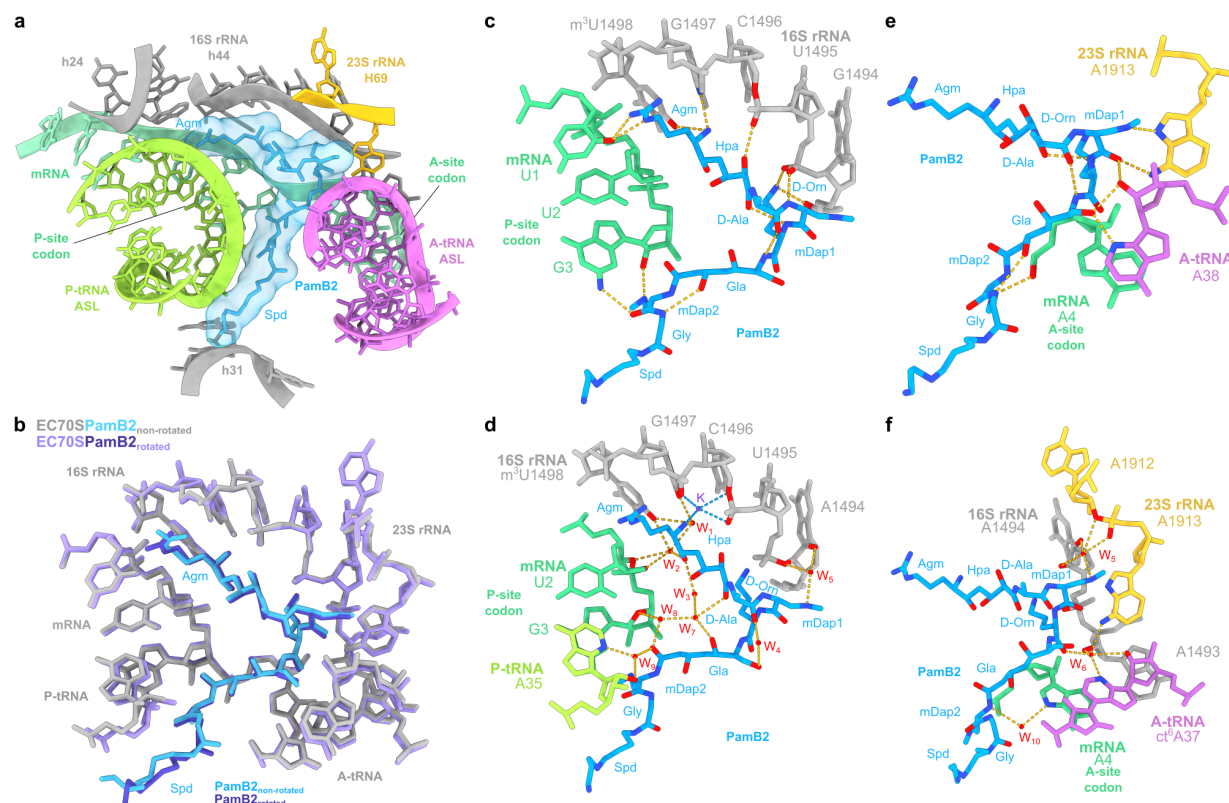 a
16S rRNA
h44
h24
23S rRNA
H69
Agm
mRNA
A-site
codon
P-site
codon
P-tRNA
ASL
PamB2
A-tRNA
ASL
Spd
h31
b
EC70SPamB2non-rotated
EC70SPamB2rotated
16S rRNA
23S rRNA
Agm
mRNA
P-tRNA
A-tRNA
Spd
PamB2non-rotated
PamB2rotated
c
m³U1498
G1497
C1496
16S rRNA
U1495
G1494
Agm
Hpa
mRNA
U1
U2
P-site
codon
G3
D-Orn
D-Ala
mDap1
Gla
mDap2
Gly
PamB2
Spd
d
G1497
C1496
16S rRNA
m³U1498
U1495
A1494
K
Agm
W1
Hpa
W2
W5
mRNA
U2
P-site
codon
W3
D-Orn
G3
W8
D-Ala
W7
mDap1
W4
P-tRNA
A35
W9
Gla
mDap2
Gly
PamB2
Spd
e
23S rRNA
A1913
Agm
Hpa
D-Orn
mDap1
PamB2
D-Ala
Gla
mDap2
A-tRNA
A38
Gly
mRNA
A4
A-site
codon
Spd
f
A1912
16S rRNA
A1494
23S rRNA
A1913
W5
Agm
Hpa
D-Ala
mDap1
D-Orn
A1493
W6
PamB2
Gla
mDap2
A-tRNA
ct⁶A37
W10
Spd
Gly
mRNA
A4
A-site
codon